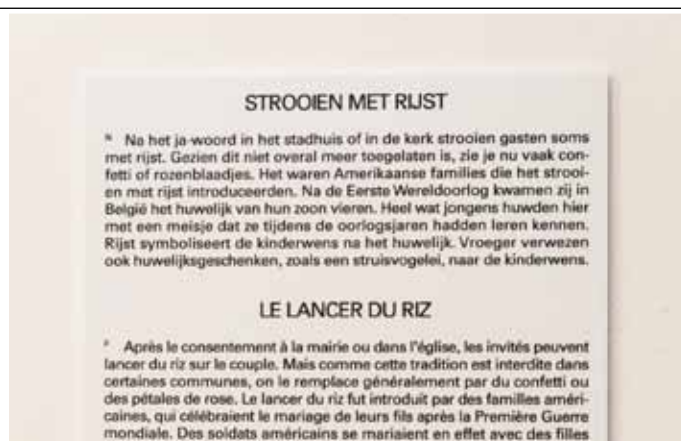 STROOIEN MET RIJST
N Na het ja-woord in het stadhuis of in de kerk strooien gasten soms
met rijst. Gezien dit niet overal meer toegelaten is, zie je nu vaak con-
fetti of rozenblaadjes. Het waren Amerikaanse families die het strooi-
en met rijst introduceerden. Na de Eerste Wereldoorlog kwamen zij in
België het huwelijk van hun zoon vieren. Heel wat jongens huwden hier
met een meisje dat ze tijdens de oorlogsjaren hadden leren kennen.
Rijst symboliseert de kinderwens na het huwelijk. Vroeger verwezen
ook huwelijksgeschenken, zoals een struisvogelei, naar de kinderwens.
LE LANCER DU RIZ
F Après le consentement à la mairie ou dans l'église, les invités peuvent
lancer du riz sur le couple. Mais comme cette tradition est interdite dans
certaines communes, on le remplace généralement par du confetti ou
des pétales de rose. Le lancer du riz fut introduit par des familles améri-
caines, qui célébraient le mariage de leurs fils après la Première Guerre
mondiale. Des soldats américains se mariaient en effet avec des filles